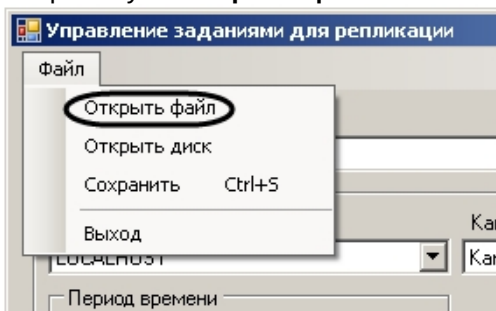 Управление заданиями для репликации
Файл
Открыть файл
Открыть диск
Сохранить Ctrl+S
Выход
LOCALHOST
Период времени